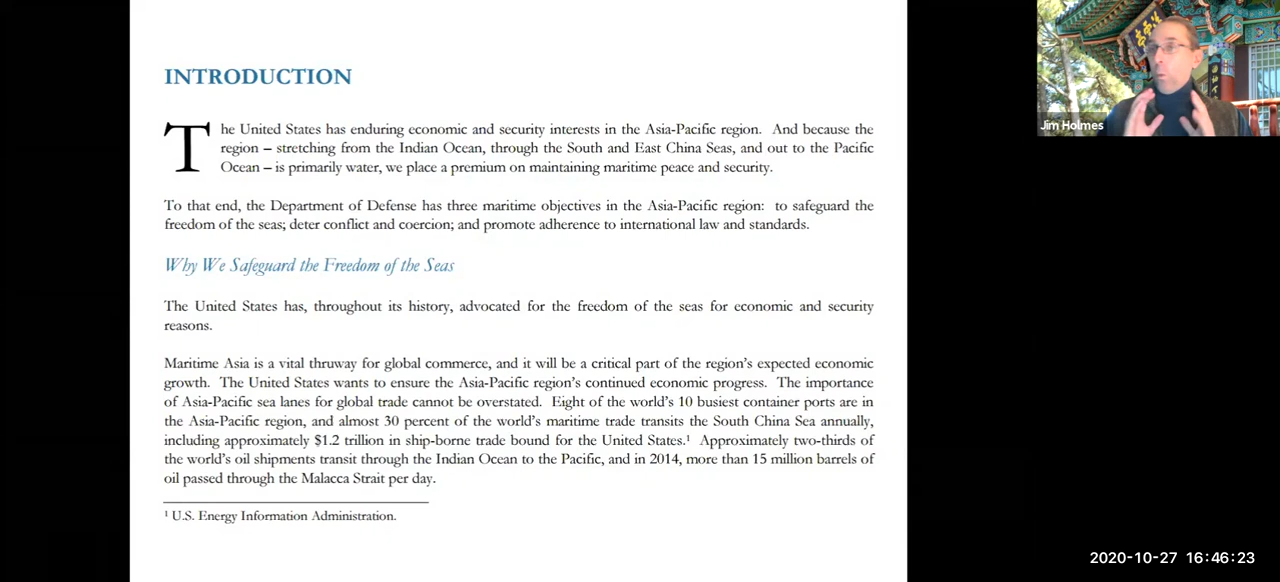 INTRODUCTION
The United States has enduring economic and security interests in the Asia-Pacific region. And because the
region – stretching from the Indian Ocean, through the South and East China Seas, and out to the Pacific
Ocean – is primarily water, we place a premium on maintaining maritime peace and security.
To that end, the Department of Defense has three maritime objectives in the Asia-Pacific region: to safeguard the
freedom of the seas; deter conflict and coercion; and promote adherence to international law and standards.
Why We Safeguard the Freedom of the Seas
The United States has, throughout its history, advocated for the freedom of the seas for economic and security
reasons.
Maritime Asia is a vital thruway for global commerce, and it will be a critical part of the region's expected economic
growth. The United States wants to ensure the Asia-Pacific region's continued economic progress. The importance
of Asia-Pacific sea lanes for global trade cannot be overstated. Eight of the world's 10 busiest container ports are in
the Asia-Pacific region, and almost 30 percent of the world's maritime trade transits the South China Sea annually,
including approximately $1.2 trillion in ship-borne trade bound for the United States.¹ Approximately two-thirds of
the world's oil shipments transit through the Indian Ocean to the Pacific, and in 2014, more than 15 million barrels of
oil passed through the Malacca Strait per day.
¹ U.S. Energy Information Administration.
Jim Holmes
2020-10-27 16:46:23